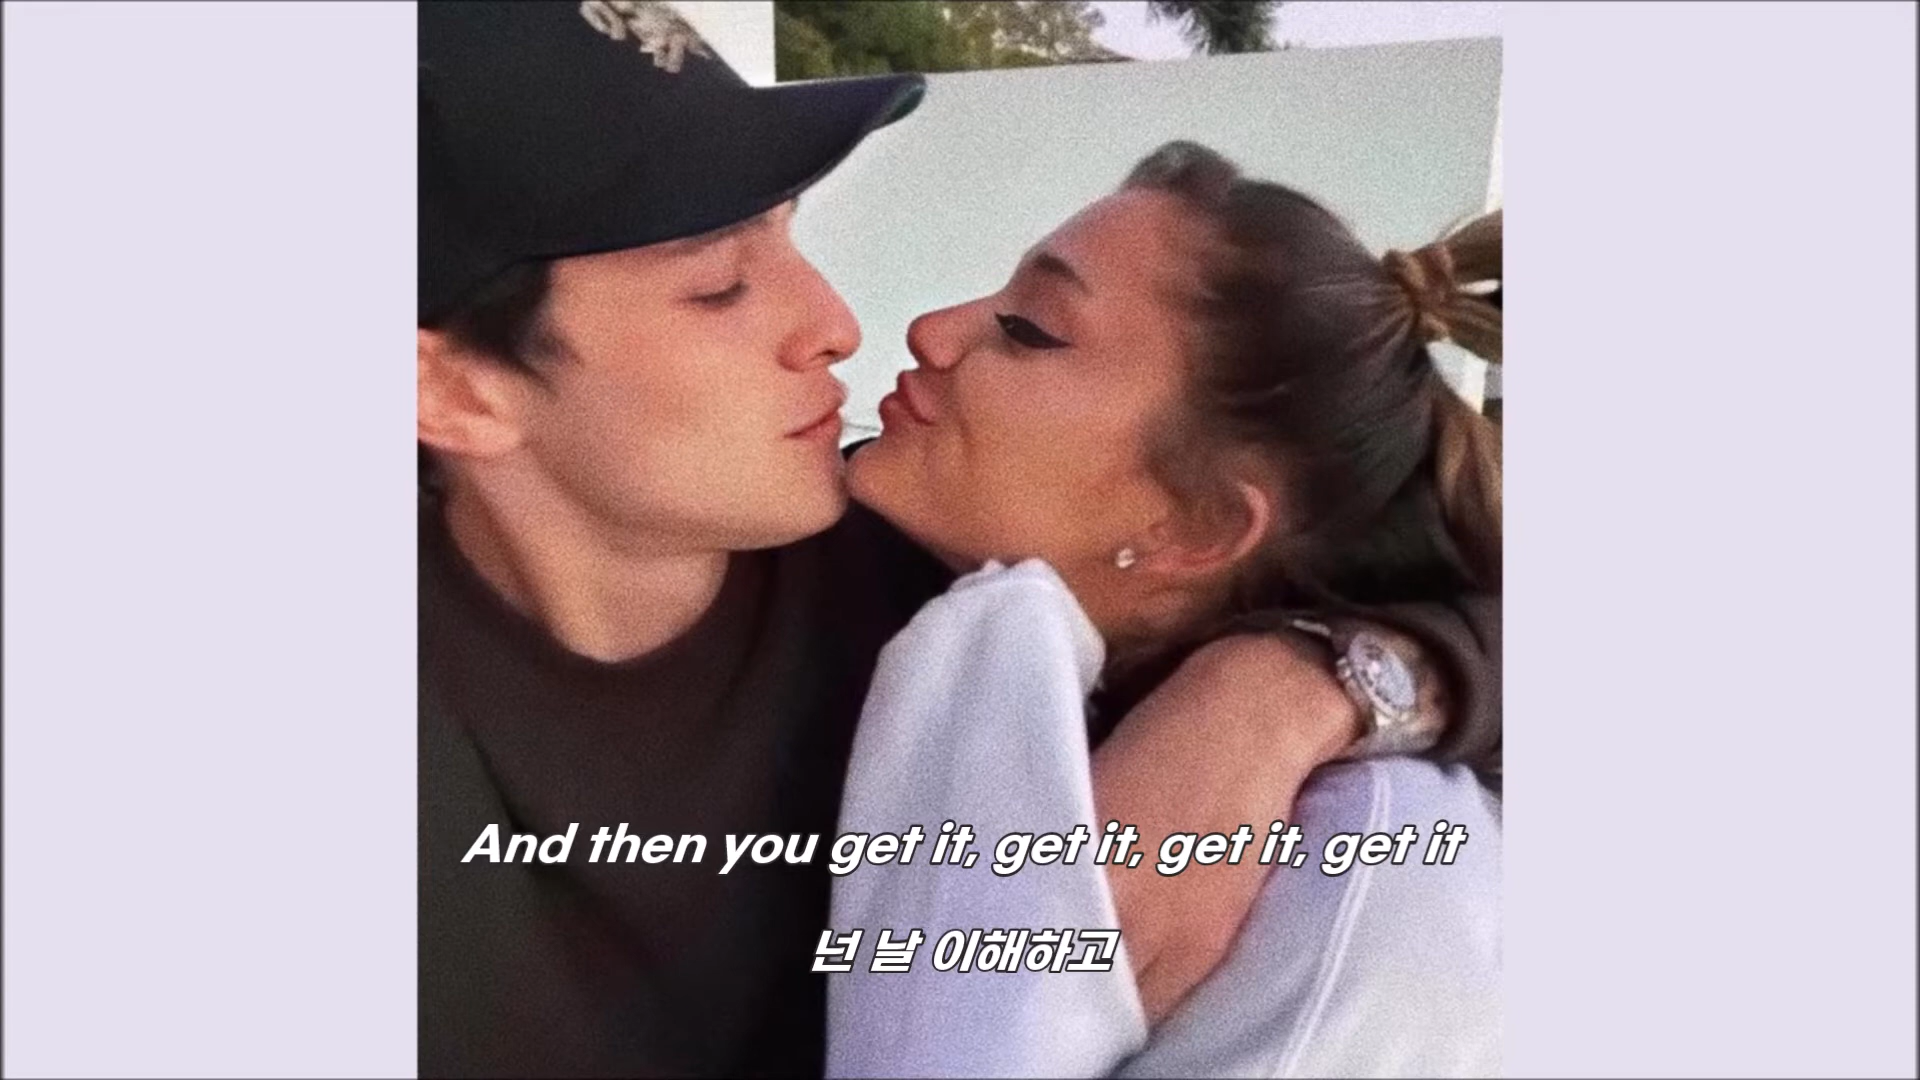 And then you get it, get it, get it, get it
넌 날 이해하고